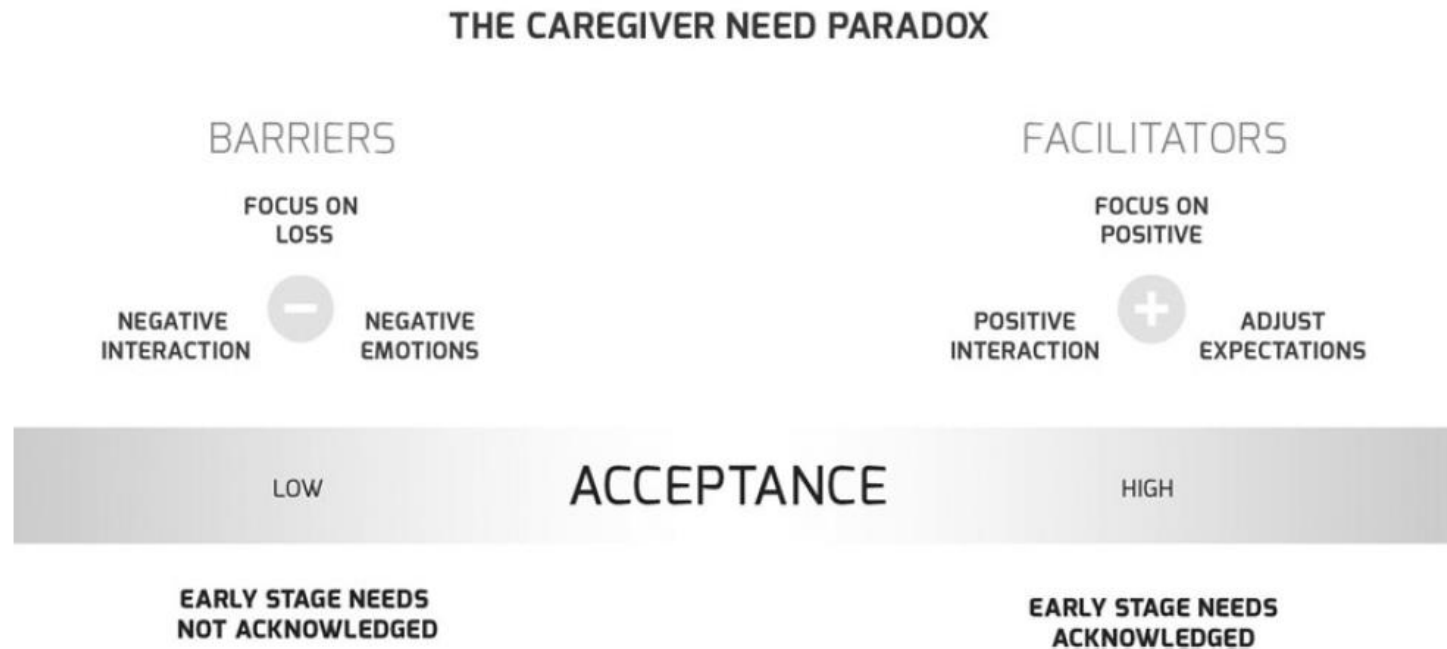 THE CAREGIVER NEED PARADOX
BARRIERS
FOCUS ON
LOSS
NEGATIVE
INTERACTION
NEGATIVE
EMOTIONS
FACILITATORS
FOCUS ON
POSITIVE
POSITIVE
INTERACTION
ADJUST
EXPECTATIONS
LOW
ACCEPTANCE
HIGH
EARLY STAGE NEEDS
NOT ACKNOWLEDGED
EARLY STAGE NEEDS
ACKNOWLEDGED